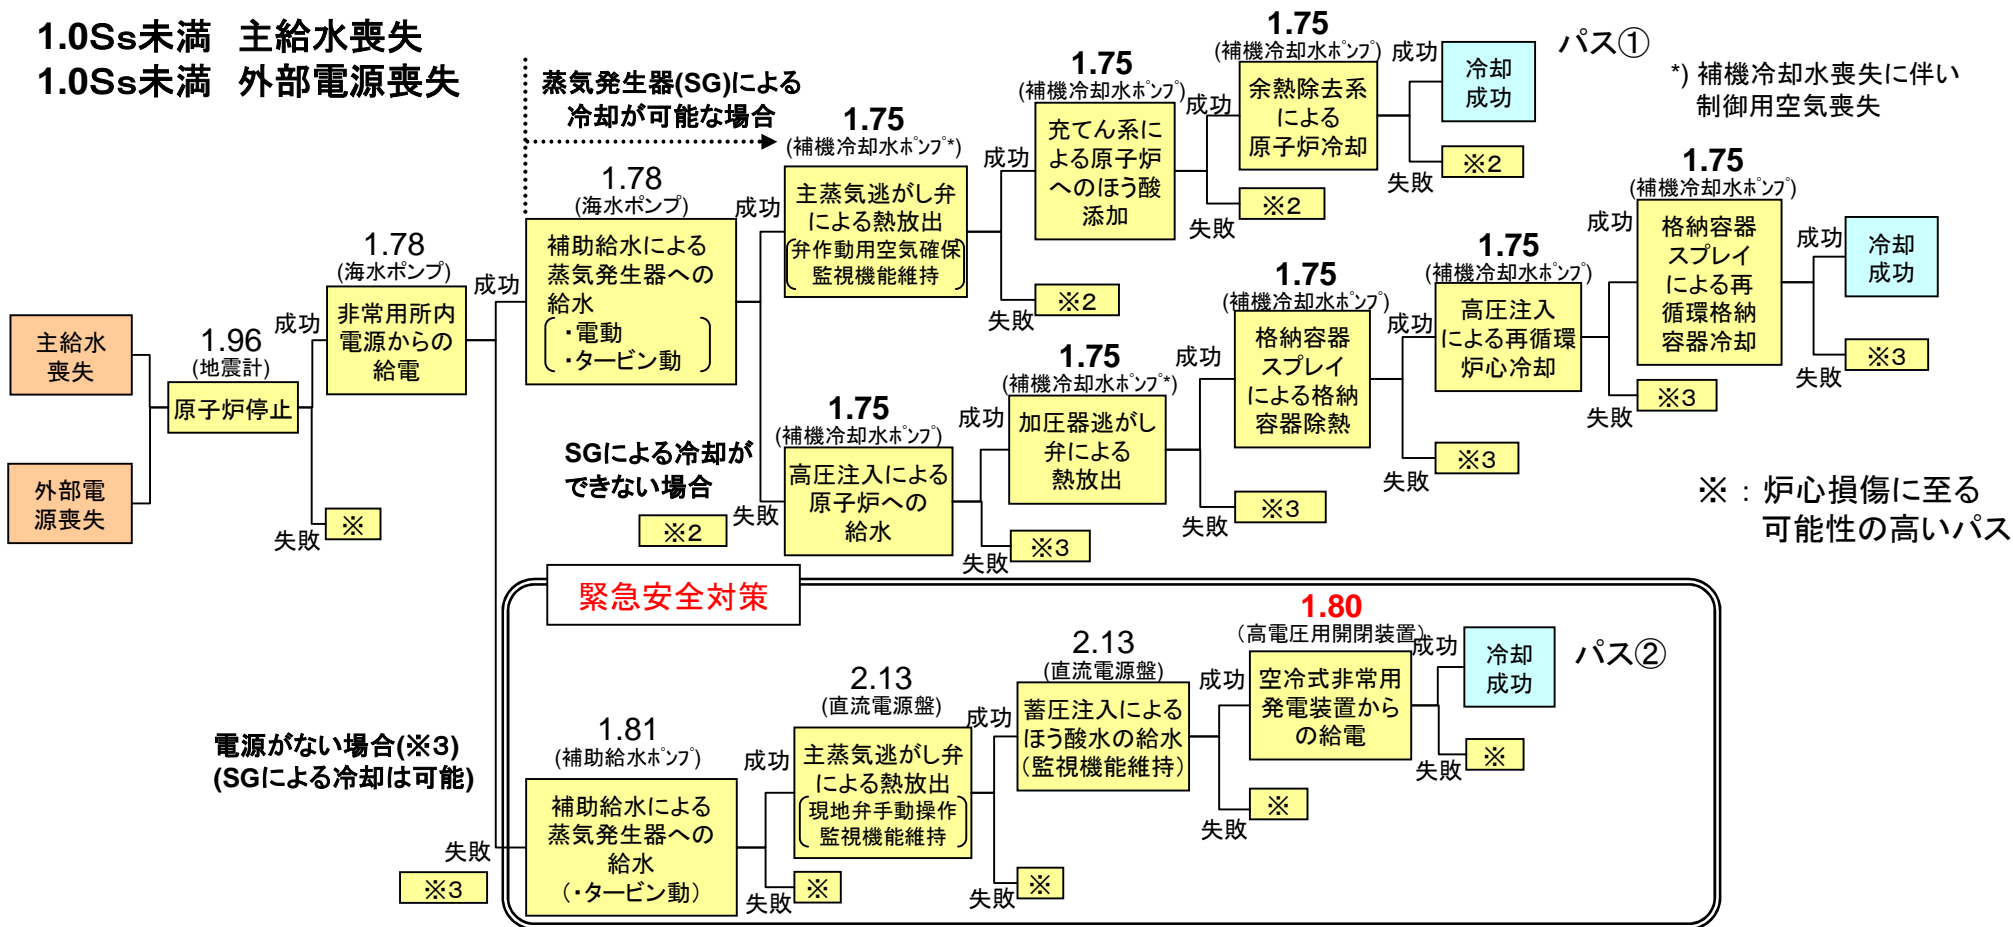 1.0Ss未満　主給水喪失
1.0Ss未満　外部電源喪失
蒸気発生器(SG)による
冷却が可能な場合
主給水
喪失
外部電
源喪失
1.96
(地震計)
原子炉停止
成功
失敗
※
1.78
(海水ポンプ)
非常用所内
電源からの
給電
成功
失敗
※3
1.78
(海水ポンプ)
補助給水による
蒸気発生器への
給水
・電動
・タービン動
成功
失敗
※2
1.75
(補機冷却水ポンプ*)
主蒸気逃がし弁
による熱放出
弁作動用空気確保
監視機能維持
成功
失敗
※2
1.75
(補機冷却水ポンプ)
充てん系に
よる原子炉
へのほう酸
添加
成功
失敗
※2
1.75
(補機冷却水ポンプ)
余熱除去系
による
原子炉冷却
成功
失敗
※2
冷却
成功
パス①
*) 補機冷却水喪失に伴い
制御用空気喪失
SGによる冷却が
できない場合
1.75
(補機冷却水ポンプ)
高圧注入による
原子炉への
給水
成功
失敗
※3
1.75
(補機冷却水ポンプ*)
加圧器逃がし
弁による
熱放出
成功
失敗
※3
1.75
(補機冷却水ポンプ)
格納容器
スプレイ
による格納
容器除熱
成功
失敗
※3
1.75
(補機冷却水ポンプ)
高圧注入
による再循環
炉心冷却
成功
失敗
※3
1.75
(補機冷却水ポンプ)
格納容器
スプレイ
による再
循環格納
容器冷却
成功
失敗
※3
冷却
成功
※：炉心損傷に至る
可能性の高いパス
緊急安全対策
電源がない場合(※3)
(SGによる冷却は可能)
1.81
(補助給水ポンプ)
補助給水による
蒸気発生器への
給水
（・タービン動）
成功
失敗
※
2.13
(直流電源盤)
主蒸気逃がし弁
による熱放出
現地弁手動操作
監視機能維持
成功
失敗
※
2.13
(直流電源盤)
蓄圧注入による
ほう酸水の給水
（監視機能維持）
成功
失敗
※
1.80
（高電圧用開閉装置）
空冷式非常用
発電装置から
の給電
成功
失敗
※
冷却
成功
パス②